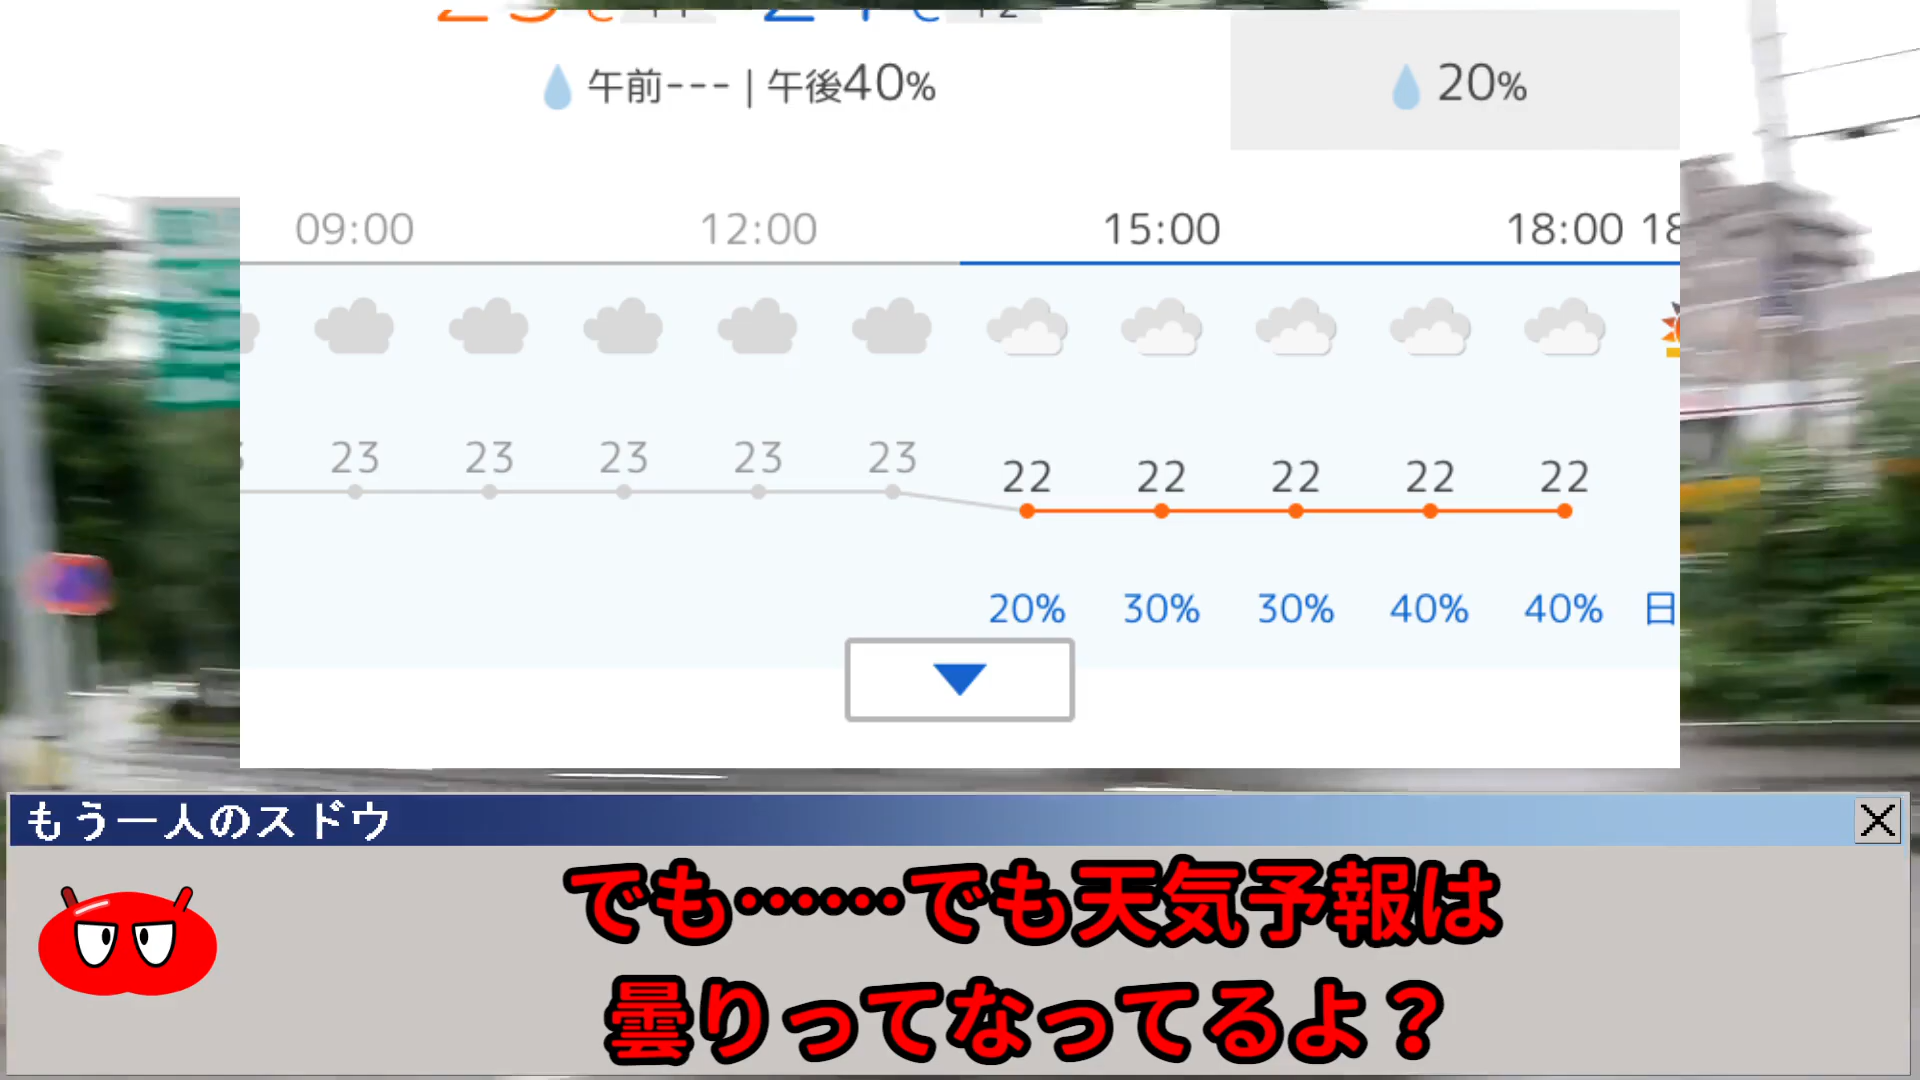 午前---|午後40%
20%
09:00 12:00 15:00 18:00 18
23 23 23 23 23 22 22 22 22 22
20% 30% 30% 40% 40% 日
もう一人のスドウ
でも……でも天気予報は
曇りってなってるよ?